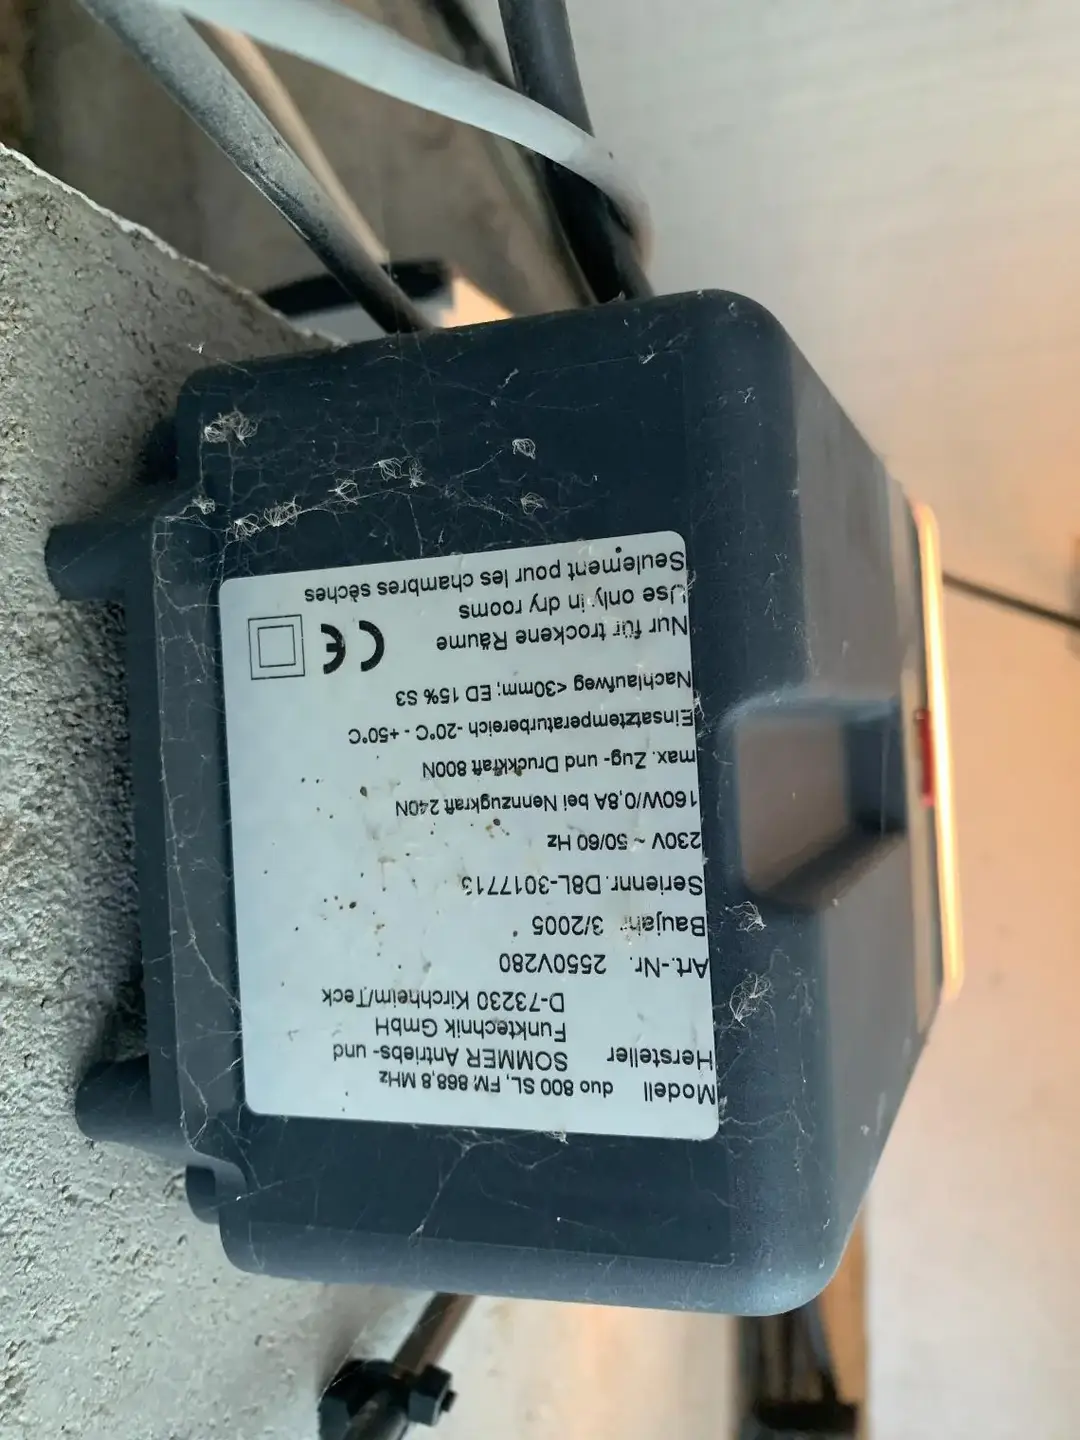 Modell duo 800 SL, FM 868,8 MHz
Hersteller SOMMER Antriebs- und
Funktechnik GmbH
D-73230 Kirchheim/Teck
Art.-Nr. 2550V280
Baujahr 3/2005
Seriennr. D8L-3017713
230V ~ 50/60 Hz
160W/0,8A bei Nennzugkraft 240N
max. Zug- und Druckkraft 800N
Einsatztemperaturbereich -20°C - +50°C
Nachlaufweg <30mm; ED 15% S3
Nur für trockene Räume
Use only in dry rooms
Seulement pour les chambres sèches
CE